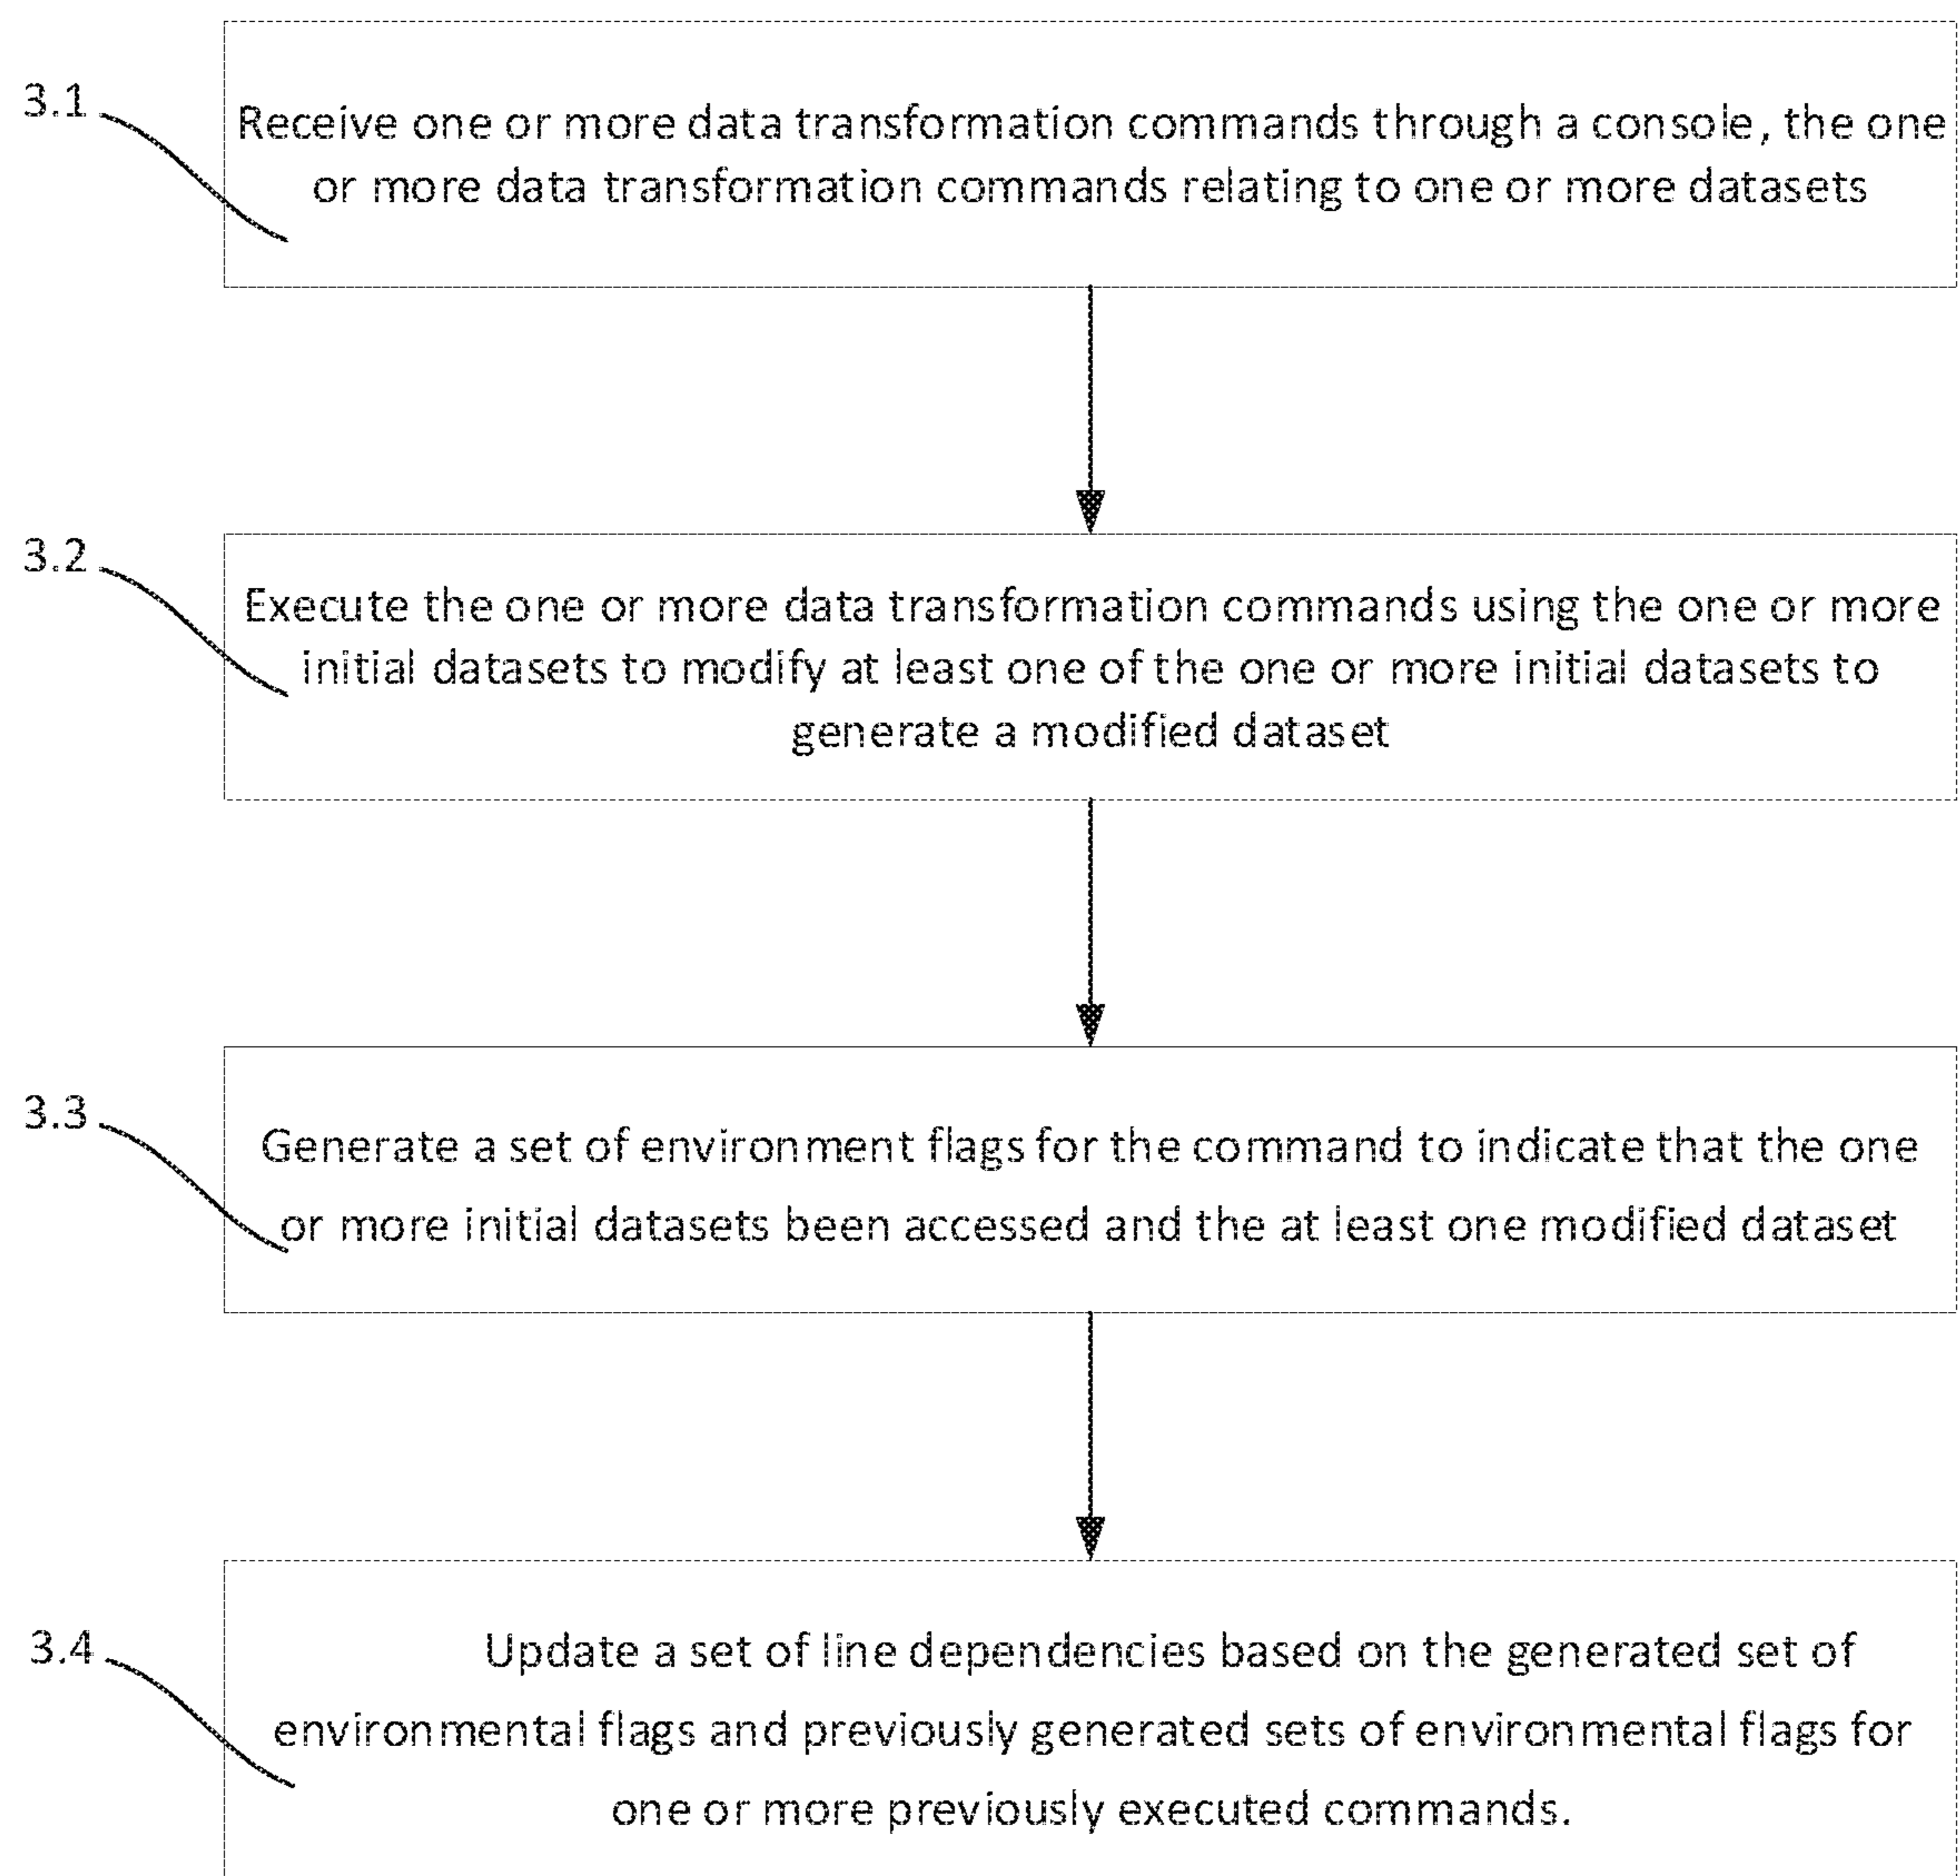 3.1
Receive one or more data transformation commands through a console, the one
or more data transformation commands relating to one or more datasets
3.2
Execute the one or more data transformation commands using the one or more
initial datasets to modify at least one of the one or more initial datasets to
generate a modified dataset
3.3
Generate a set of environment flags for the command to indicate that the one
or more initial datasets been accessed and the at least one modified dataset
3.4
Update a set of line dependencies based on the generated set of
environmental flags and previously generated sets of environmental flags for
one or more previously executed commands.